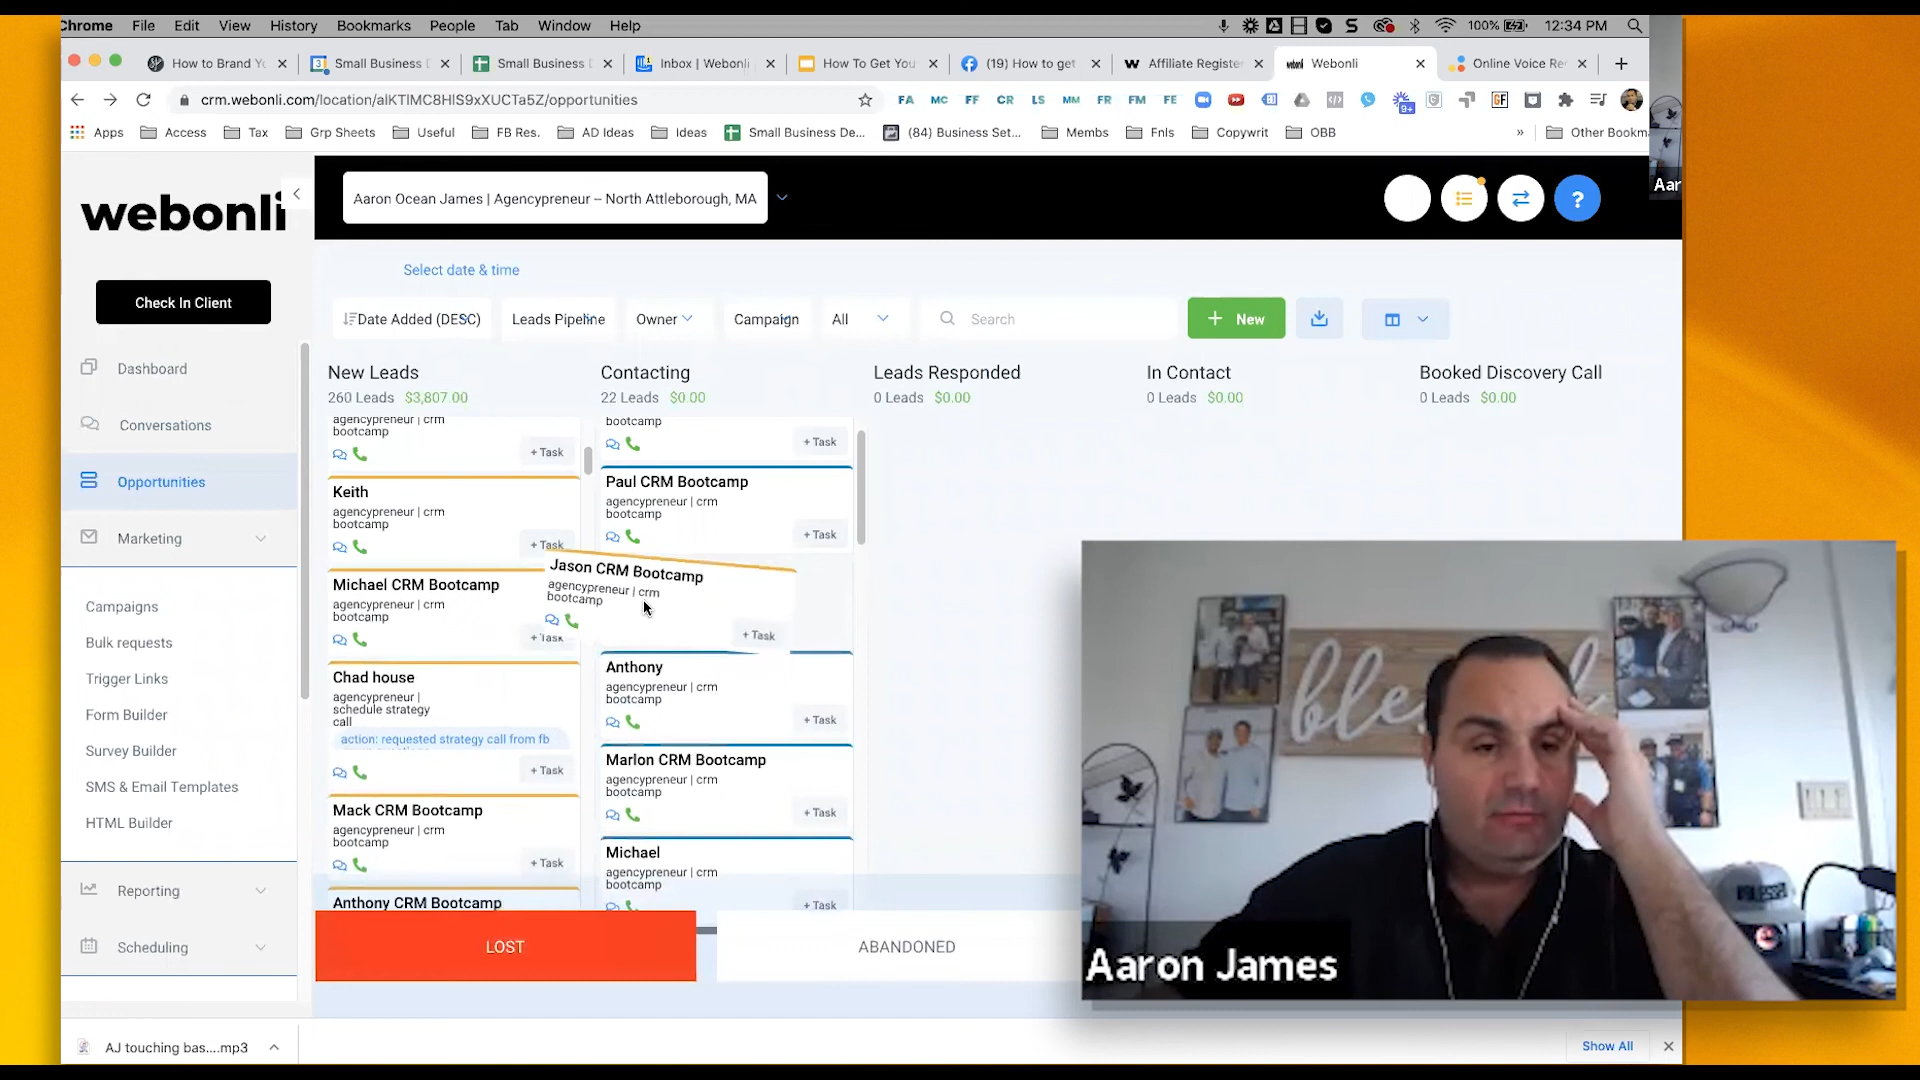 Chrome File Edit View History Bookmarks People Tab Window Help 100% 12:34 PM
How to Brand Yo Small Business D Small Business D Inbox | Webonli How To Get You (19) How to get Affiliate Register Webonli Online Voice Re
crm.webonli.com/location/alKTlMC8HlS9xXUCTa5Z/opportunities
Apps Access Tax Grp Sheets Useful FB Res. AD Ideas Ideas Small Business De... (84) Business Set... Membs Fnls Copywrit OBB » Other Bookm
webonli
Aaron Ocean James | Agencypreneur – North Attleborough, MA
?
Aar
Check In Client
Dashboard
Conversations
Opportunities
Marketing
Campaigns
Bulk requests
Trigger Links
Form Builder
Survey Builder
SMS & Email Templates
HTML Builder
Reporting
Scheduling
Select date & time
Date Added (DESC) Leads Pipeline Owner Campaign All Search + New
New Leads
260 Leads $3,807.00
agencypreneur | crm
bootcamp
+ Task
Keith
agencypreneur | crm
bootcamp
+ Task
Michael CRM Bootcamp
agencypreneur | crm
bootcamp
+ Task
Chad house
agencypreneur |
schedule strategy
call
action: requested strategy call from fb
+ Task
Mack CRM Bootcamp
agencypreneur | crm
bootcamp
+ Task
Anthony CRM Bootcamp
Contacting
22 Leads $0.00
bootcamp
+ Task
Paul CRM Bootcamp
agencypreneur | crm
bootcamp
+ Task
Jason CRM Bootcamp
agencypreneur | crm
bootcamp
+ Task
Anthony
agencypreneur | crm
bootcamp
+ Task
Marlon CRM Bootcamp
agencypreneur | crm
bootcamp
+ Task
Michael
agencypreneur | crm
bootcamp
+ Task
Leads Responded
0 Leads $0.00
In Contact
0 Leads $0.00
Booked Discovery Call
0 Leads $0.00
LOST
ABANDONED
Aaron James
AJ touching bas....mp3
Show All